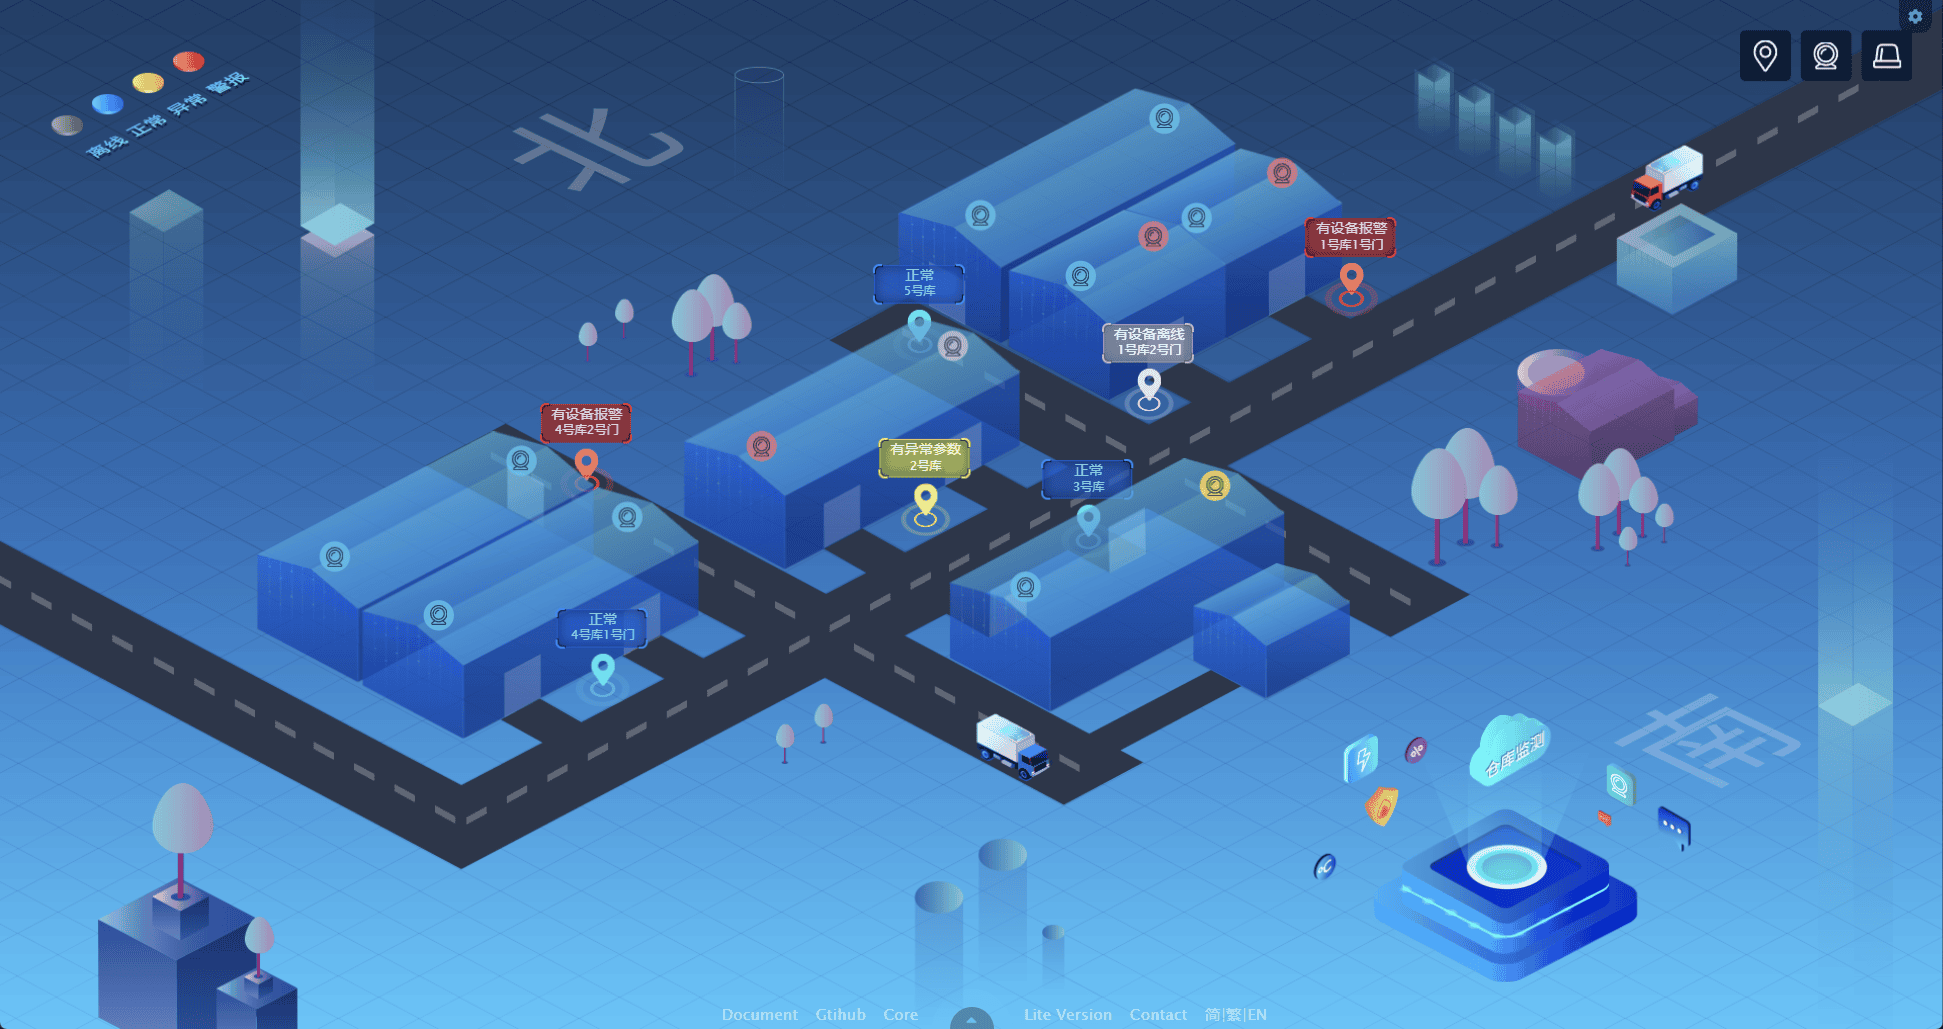 离线 正常 异常 警报
北
有设备报警
1号库1号门
正常
5号库
有设备离线
1号库2号门
有设备报警
4号库2号门
有异常参数
2号库
正常
3号库
正常
4号库1号门
仓库监测
海
Document Gtihub Core Lite Version Contact 简|繁|EN